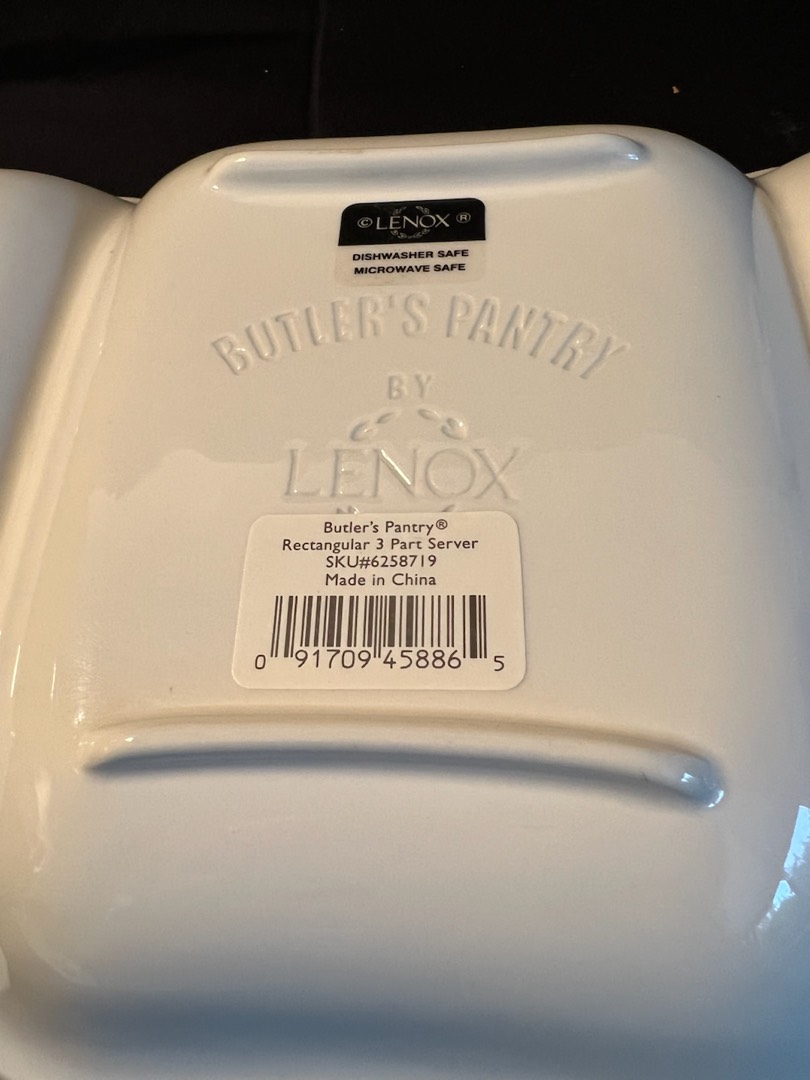 © LENOX ®
DISHWASHER SAFE
MICROWAVE SAFE
BUTLER'S PANTRY
BY
LENOX
Butler's Pantry®
Rectangular 3 Part Server
SKU#6258719
Made in China
0 91709 45886 5